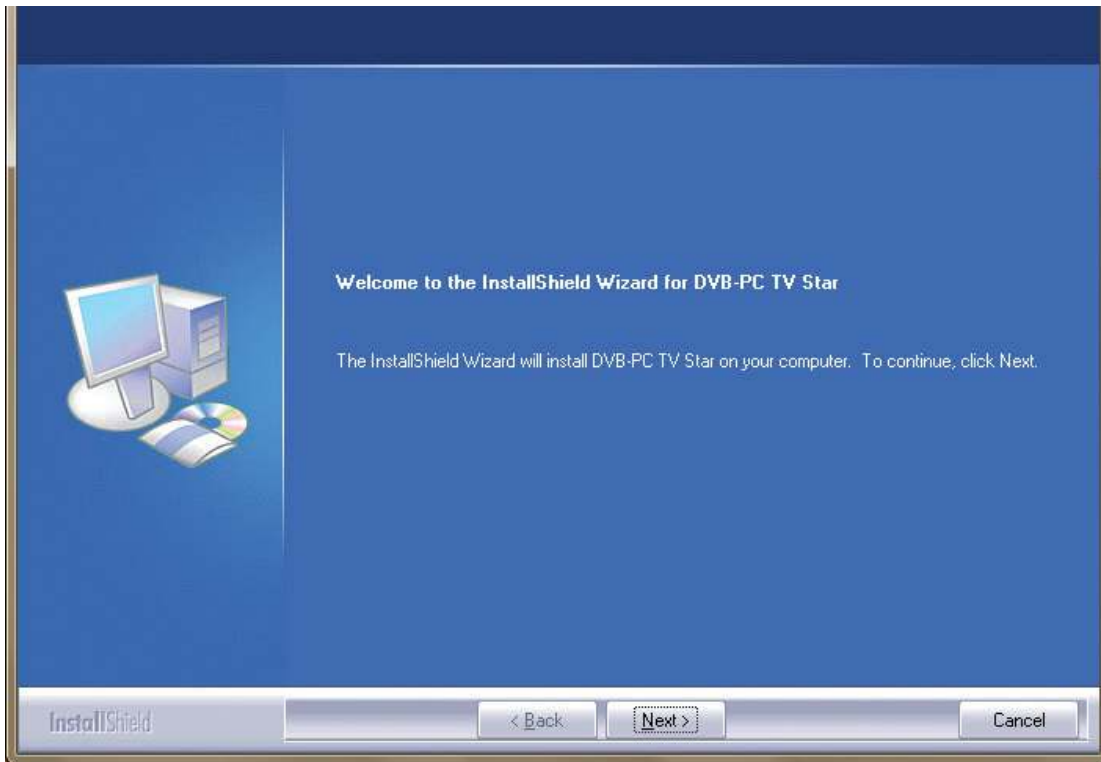 Welcome to the InstallShield Wizard for DVB-PC TV Star
The InstallShield Wizard will install DVB-PC TV Star on your computer. To continue, click Next.
InstallShield
< Back
Next >
Cancel